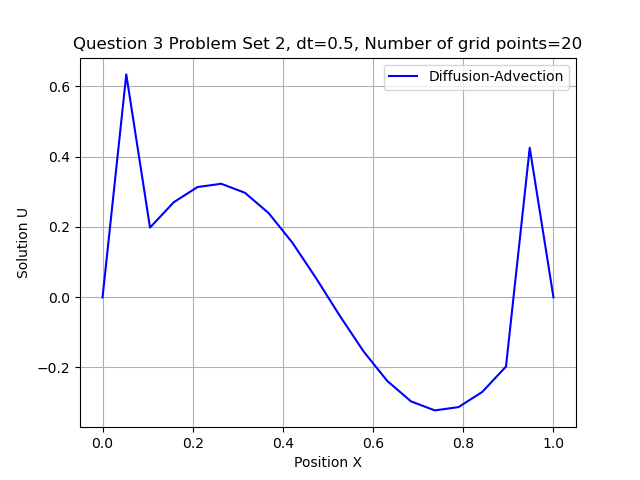 Question 3 Problem Set 2, dt=0.5, Number of grid points=20
Diffusion-Advection
Solution U
0.6
0.4
0.2
0.0
−0.2
0.0 0.2 0.4 0.6 0.8 1.0
Position X